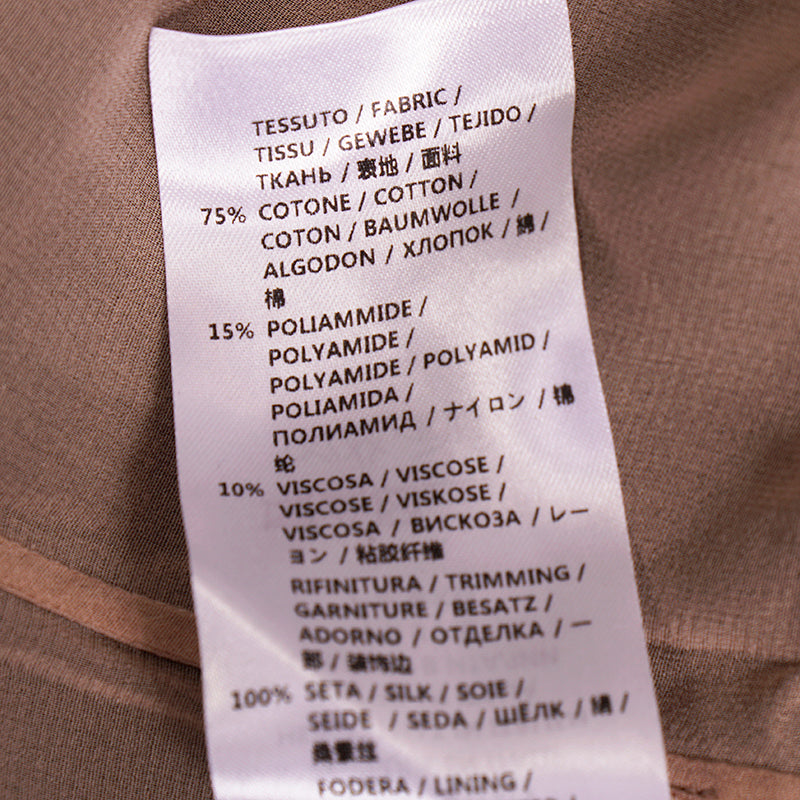 TESSUTO / FABRIC /
TISSU / GEWEBE / TEJIDO /
ТКАНЬ / 表地 / 面料
75% COTONE / COTTON /
COTON / BAUMWOLLE /
ALGODON / ХЛОПОК / 綿 /
棉
15% POLIAMMIDE /
POLYAMIDE /
POLYAMIDE / POLYAMID /
POLIAMIDA /
ПОЛИАМИД / ナイロン / 锦
纶
10% VISCOSA / VISCOSE /
VISCOSE / VISKOSE /
VISCOSA / ВИСКОЗА / レー
ヨン / 粘胶纤维
RIFINITURA / TRIMMING /
GARNITURE / BESATZ /
ADORNO / ОТДЕЛКА / 一
部 / 装饰边
100% SETA / SILK / SOIE /
SEIDE / SEDA / ШЁЛК / 絹 /
桑蚕丝
FODERA / LINING /